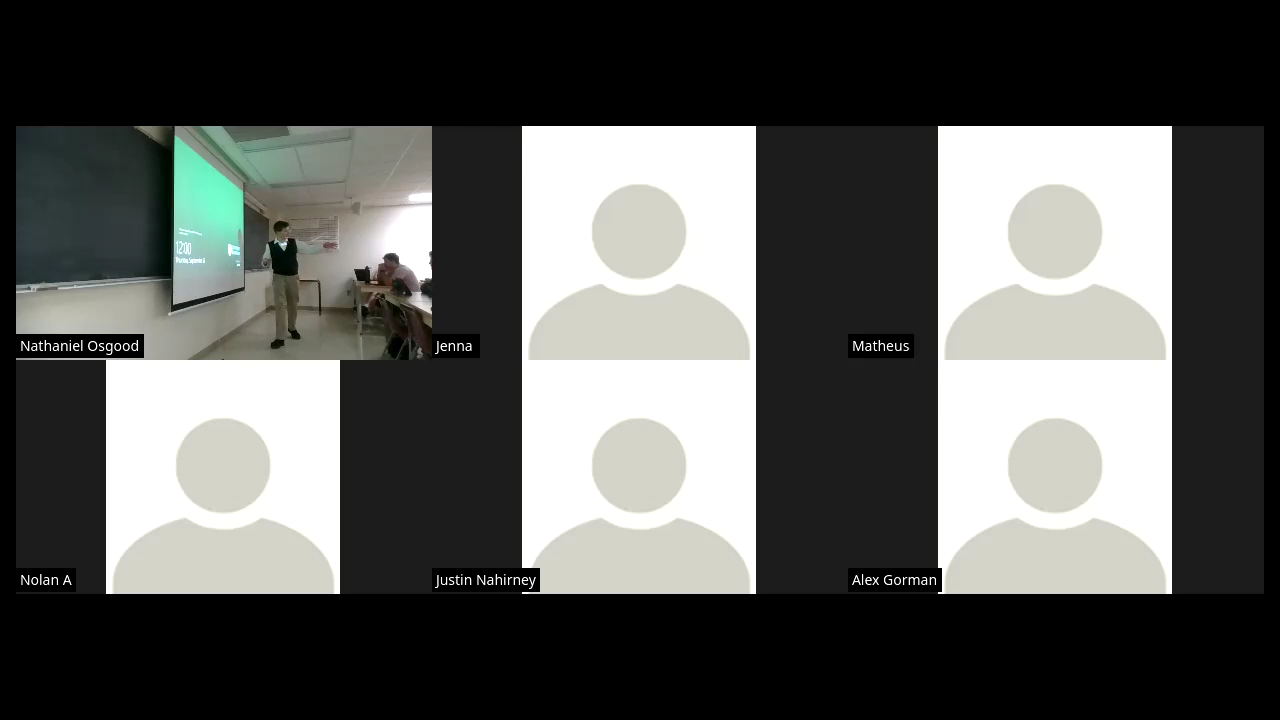 12:00
Nathaniel Osgood
Jenna
Matheus
Nolan A
Justin Nahirney
Alex Gorman